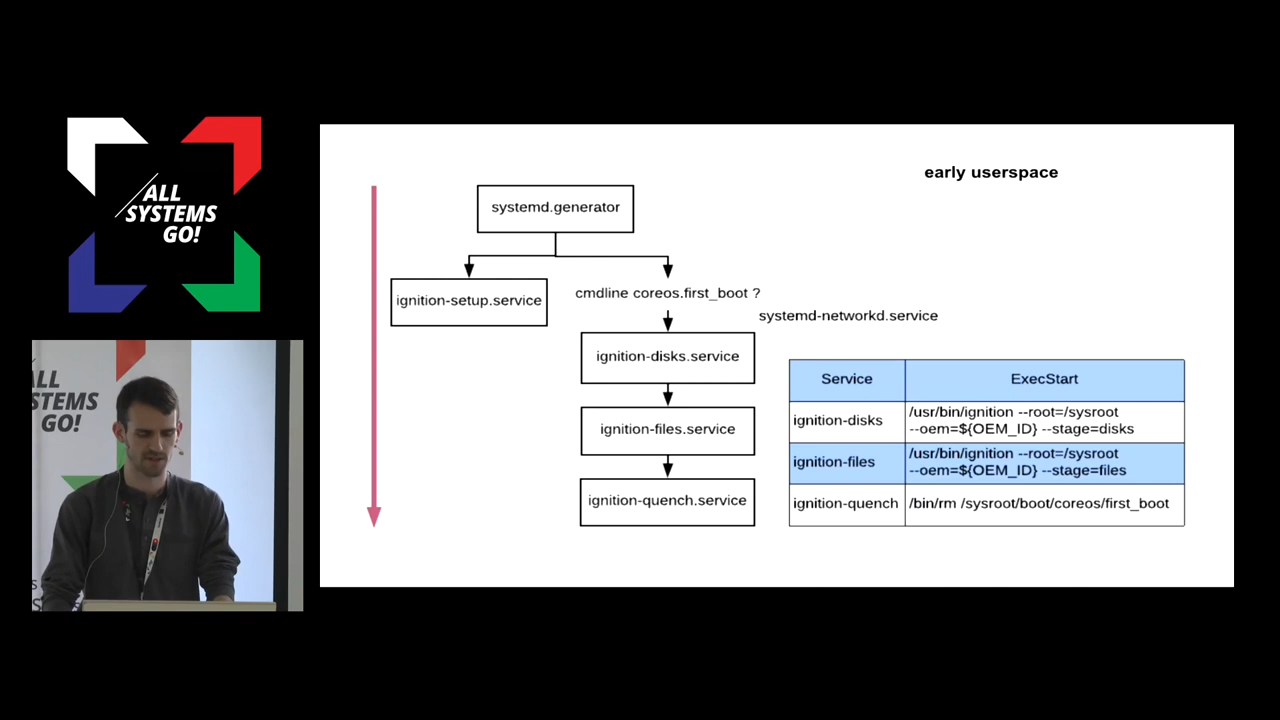 ALL
SYSTEMS
GO!
early userspace
systemd.generator
ignition-setup.service
cmdline coreos.first_boot ?
systemd-networkd.service
ignition-disks.service
ignition-files.service
ignition-quench.service
Service ExecStart
ignition-disks /usr/bin/ignition --root=/sysroot
--oem=${OEM_ID} --stage=disks
ignition-files /usr/bin/ignition --root=/sysroot
--oem=${OEM_ID} --stage=files
ignition-quench /bin/rm /sysroot/boot/coreos/first_boot
ALL
STEMS
GO!